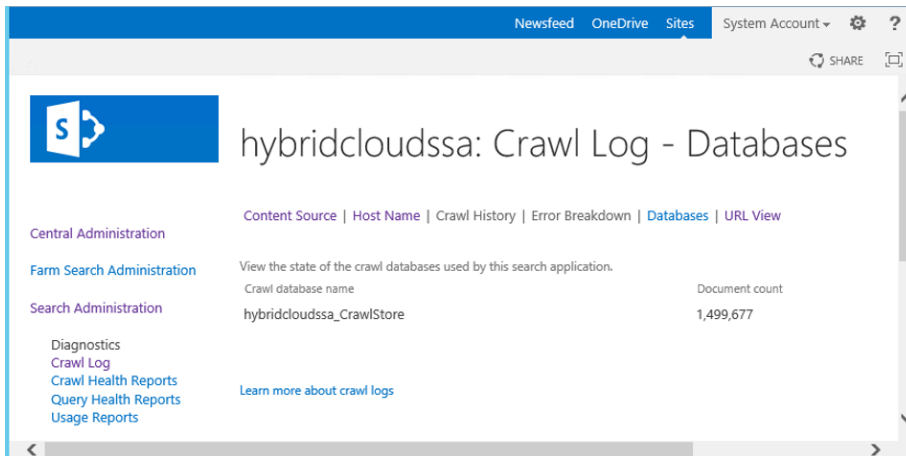 Newsfeed OneDrive Sites System Account ?
SHARE
S
hybridcloudssa: Crawl Log - Databases
Content Source | Host Name | Crawl History | Error Breakdown | Databases | URL View
Central Administration
Farm Search Administration
Search Administration
Diagnostics
Crawl Log
Crawl Health Reports
Query Health Reports
Usage Reports
View the state of the crawl databases used by this search application.
Crawl database name Document count
hybridcloudssa_CrawlStore 1,499,677
Learn more about crawl logs